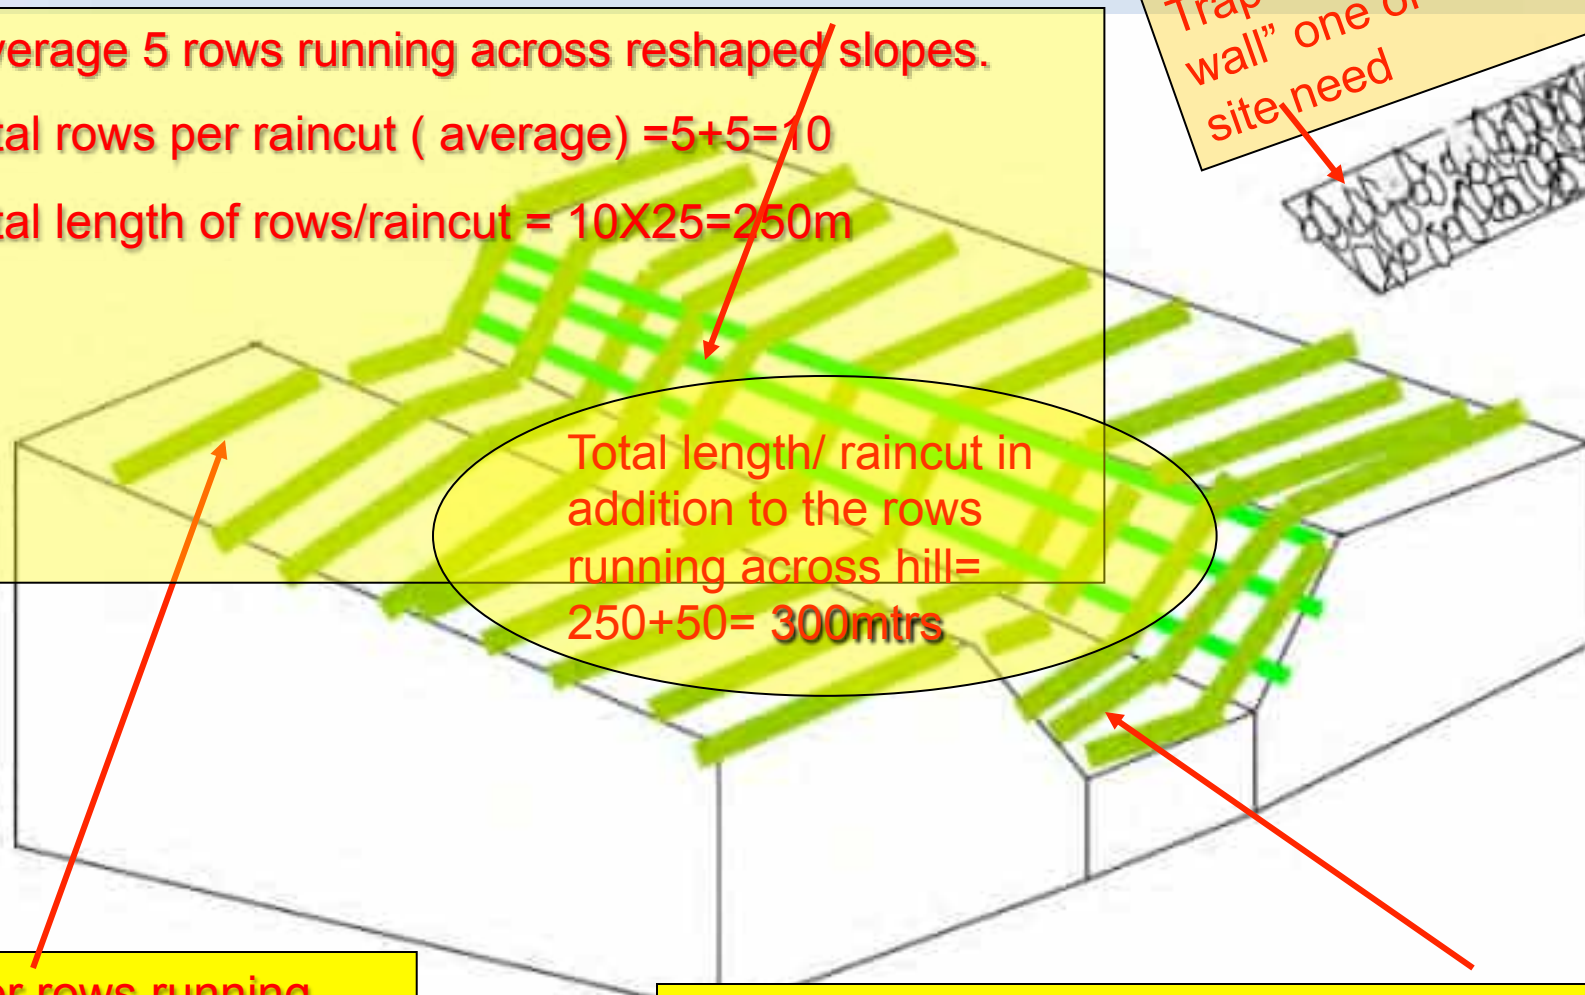 verage 5 rows running across reshaped slopes.
tal rows per raincut ( average) =5+5=10
tal length of rows/raincut = 10X25=250m
Trap
wall” one o
site need
Total length/ raincut in
addition to the rows
running across hill=
250+50= 300mtrs
or rows running